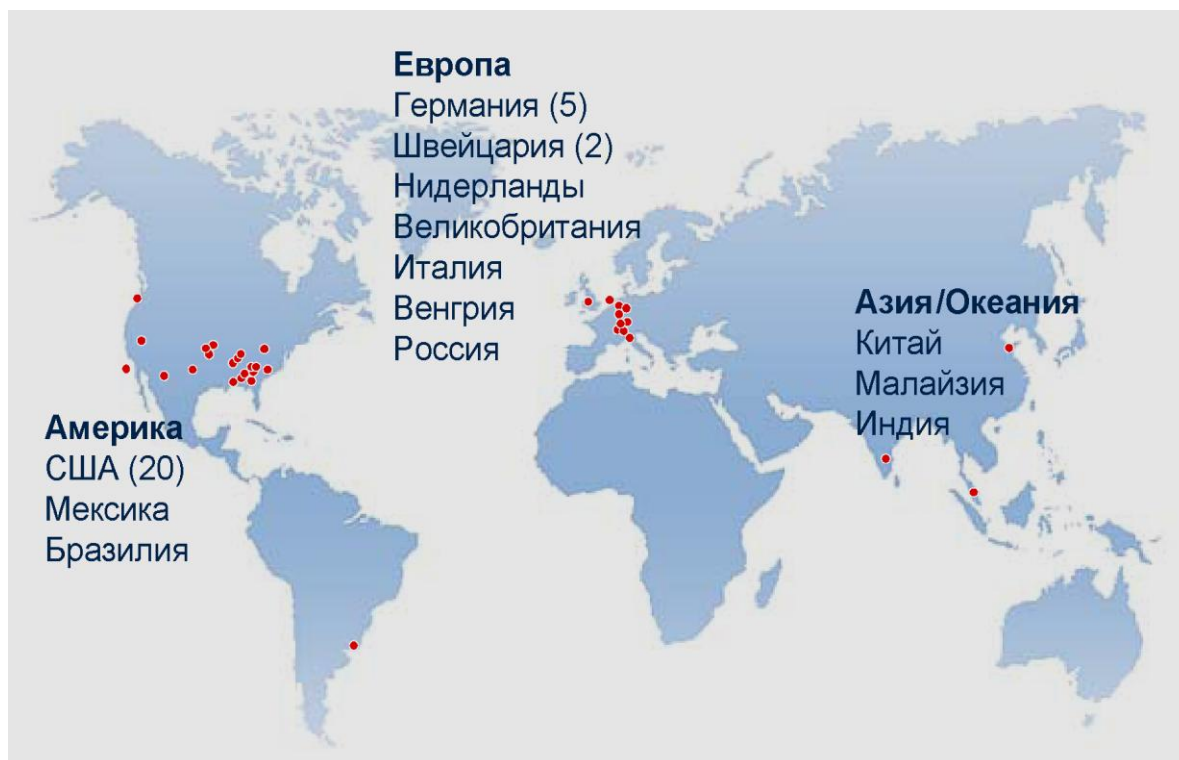 Европа
Германия (5)
Швейцария (2)
Нидерланды
Великобритания
Италия
Венгрия
Россия
Азия/Океания
Китай
Малайзия
Индия
Америка
США (20)
Мексика
Бразилия